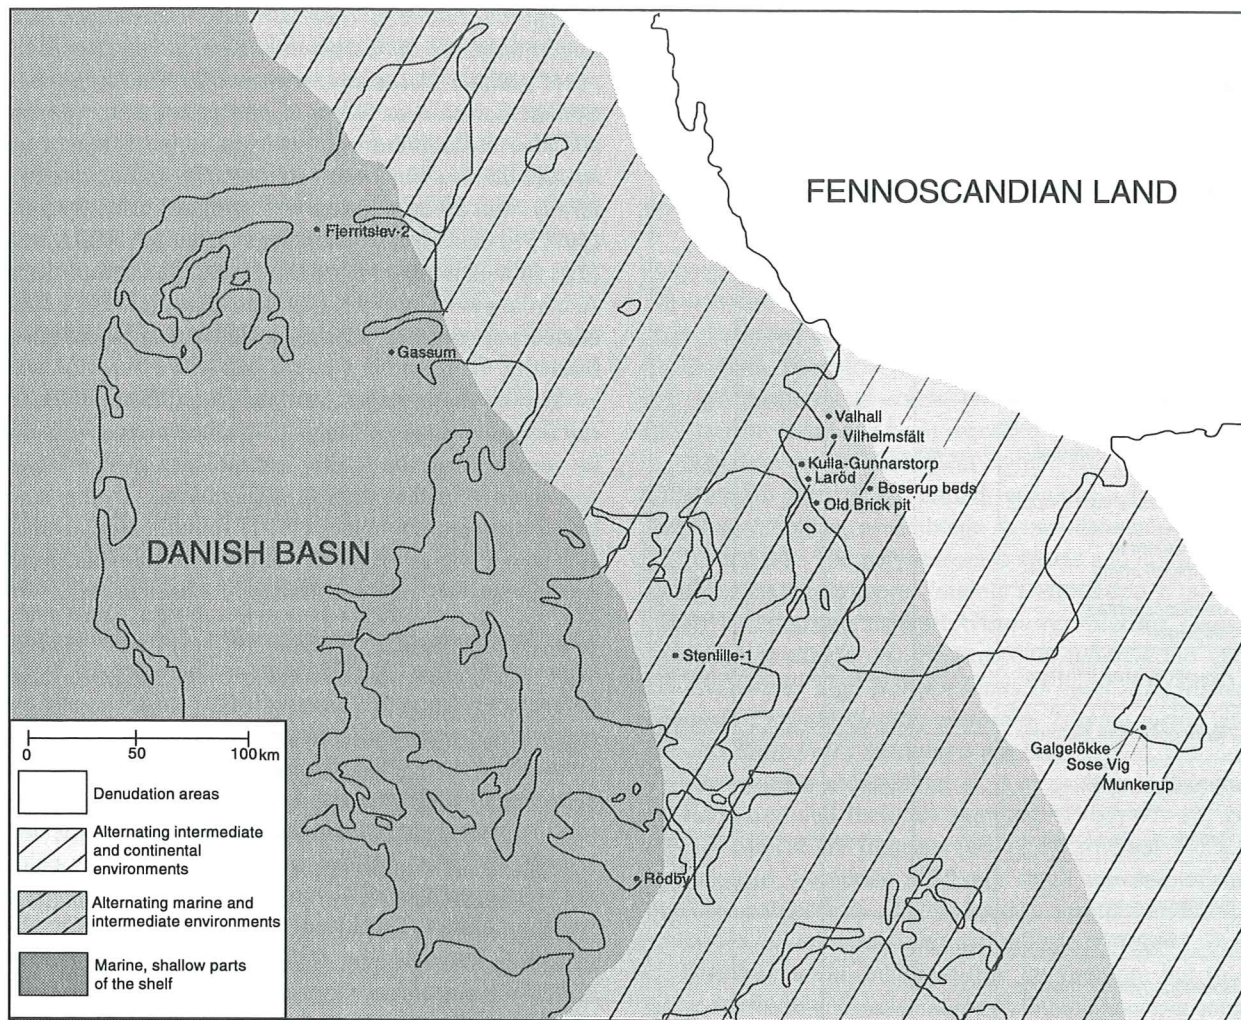 FENNOSCANDIAN LAND
Fjerritslev-2
Gassum
Valhall
Vilhelmsfält
Kulla-Gunnarstorp
Laröd
Boserup beds
Old Brick pit
DANISH BASIN
Stenlille-1
Galgelökke
Sose Vig
Munkerup
Rödby
0 50 100 km
Denudation areas
Alternating intermediate
and continental
environments
Alternating marine and
intermediate environments
Marine, shallow parts
of the shelf